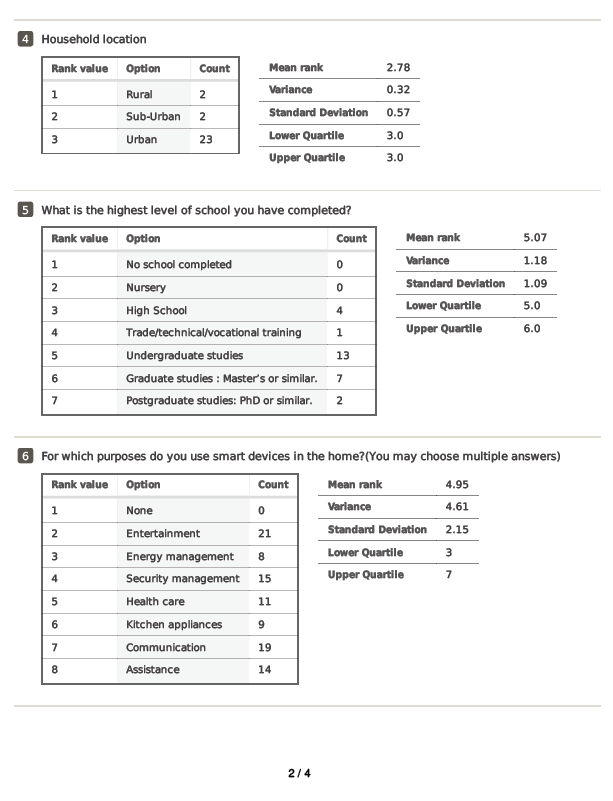 4 Household location
Rank value Option Count
1 Rural 2
2 Sub-Urban 2
3 Urban 23
Mean rank 2.78
Variance 0.32
Standard Deviation 0.57
Lower Quartile 3.0
Upper Quartile 3.0
5 What is the highest level of school you have completed?
Rank value Option Count
1 No school completed 0
2 Nursery 0
3 High School 4
4 Trade/technical/vocational training 1
5 Undergraduate studies 13
6 Graduate studies : Master's or similar. 7
7 Postgraduate studies: PhD or similar. 2
Mean rank 5.07
Variance 1.18
Standard Deviation 1.09
Lower Quartile 5.0
Upper Quartile 6.0
6 For which purposes do you use smart devices in the home?(You may choose multiple answers)
Rank value Option Count
1 None 0
2 Entertainment 21
3 Energy management 8
4 Security management 15
5 Health care 11
6 Kitchen appliances 9
7 Communication 19
8 Assistance 14
Mean rank 4.95
Variance 4.61
Standard Deviation 2.15
Lower Quartile 3
Upper Quartile 7
2 / 4